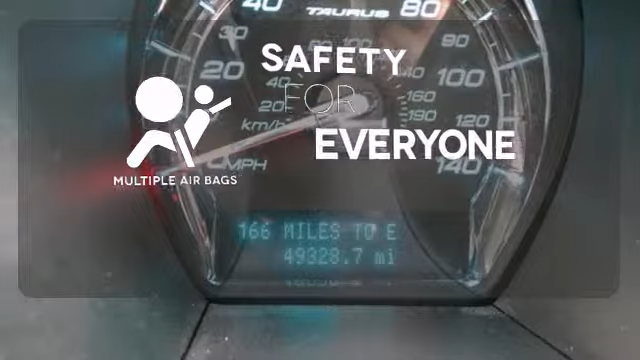 40 TAURUS 80
30 90
20 100
SAFETY
FOR
EVERYONE
MULTIPLE AIR BAGS
40 140
20 160
190 120
km/h
MPH 140
166 MILES TO E
49328.7 mi